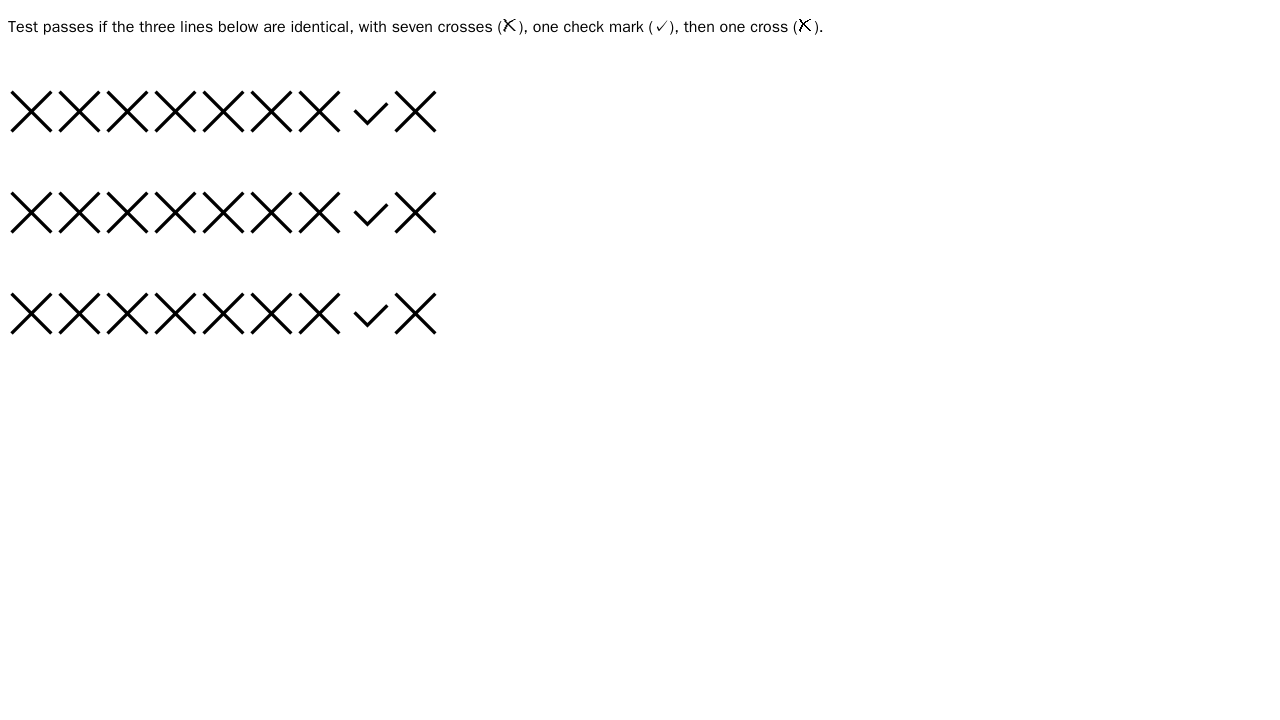 Test passes if the three lines below are identical, with seven crosses (☓), one check mark (✓), then one cross (☓).
☓☓☓☓☓☓☓✓☓
☓☓☓☓☓☓☓✓☓
☓☓☓☓☓☓☓✓☓